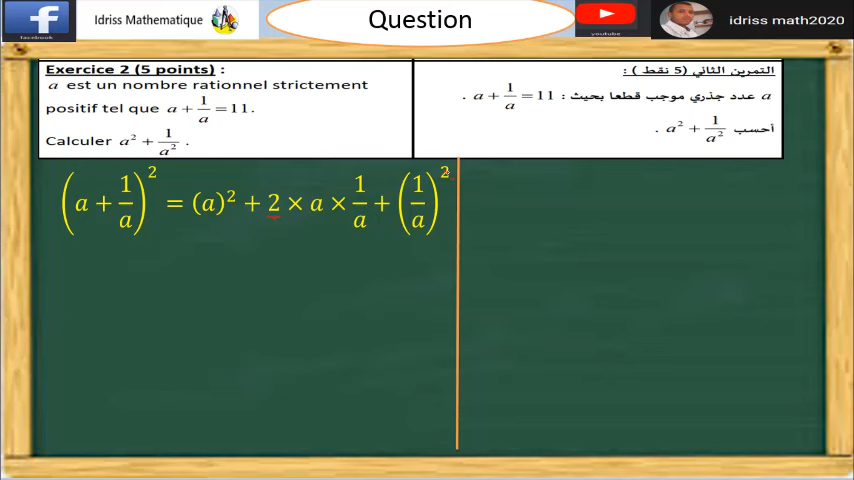 facebook
Idriss Mathematique
Question
youtube
idriss math2020
Exercice 2 (5 points) :
a est un nombre rationnel strictement
positif tel que a + 1/a = 11.
Calculer a² + 1/a² .
التمرين الثاني (5 نقط ) :
a عدد جذري موجب قطعا بحيث : a + 1/a = 11 .
أحسب a² + 1/a² .
(a + 1/a)² = (a)² + 2 × a × 1/a + (1/a)²